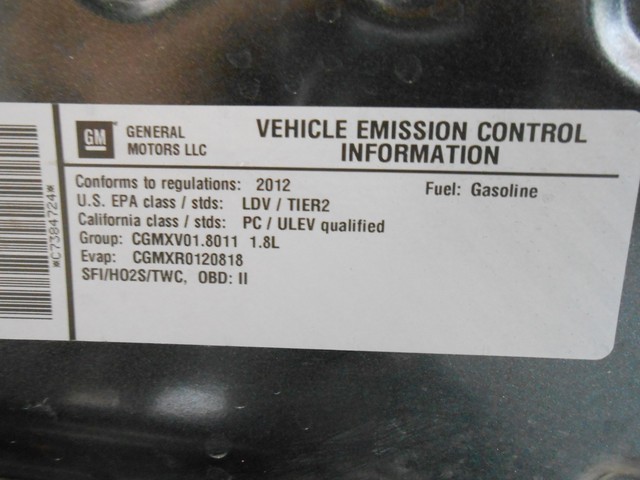 *C7384724*
GM
GENERAL
MOTORS LLC
VEHICLE EMISSION CONTROL
INFORMATION
Conforms to regulations: 2012 Fuel: Gasoline
U.S. EPA class / stds: LDV / TIER2
California class / stds: PC / ULEV qualified
Group: CGMXV01.8011 1.8L
Evap: CGMXR0120818
SFI/HO2S/TWC, OBD: II